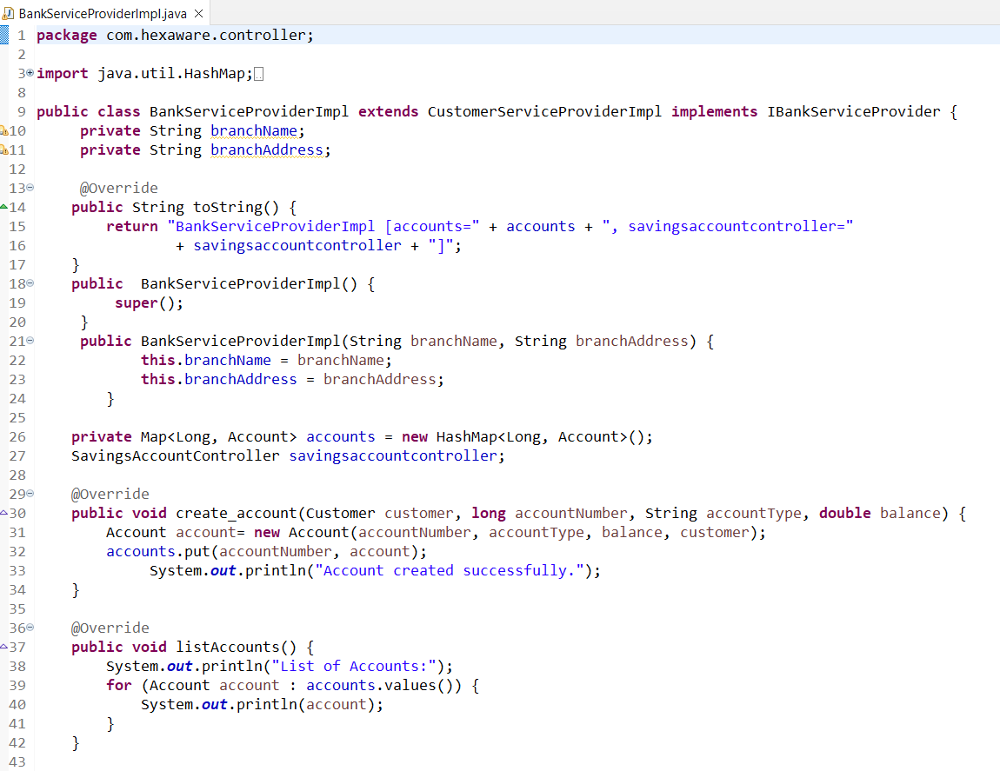 BankServiceProviderImpl.java
1 package com.hexaware.controller;
2
3 import java.util.HashMap;
8
9 public class BankServiceProviderImpl extends CustomerServiceProviderImpl implements IBankServiceProvider {
10 private String branchName;
11 private String branchAddress;
12
13 @Override
14 public String toString() {
15 return "BankServiceProviderImpl [accounts=" + accounts + ", savingsaccountcontroller="
16 + savingsaccountcontroller + "]";
17 }
18 public  BankServiceProviderImpl() {
19 super();
20 }
21 public BankServiceProviderImpl(String branchName, String branchAddress) {
22 this.branchName = branchName;
23 this.branchAddress = branchAddress;
24 }
25
26 private Map<Long, Account> accounts = new HashMap<Long, Account>();
27 SavingsAccountController savingsaccountcontroller;
28
29 @Override
30 public void create_account(Customer customer, long accountNumber, String accountType, double balance) {
31 Account account= new Account(accountNumber, accountType, balance, customer);
32 accounts.put(accountNumber, account);
33 System.out.println("Account created successfully.");
34 }
35
36 @Override
37 public void listAccounts() {
38 System.out.println("List of Accounts:");
39 for (Account account : accounts.values()) {
40 System.out.println(account);
41 }
42 }
43